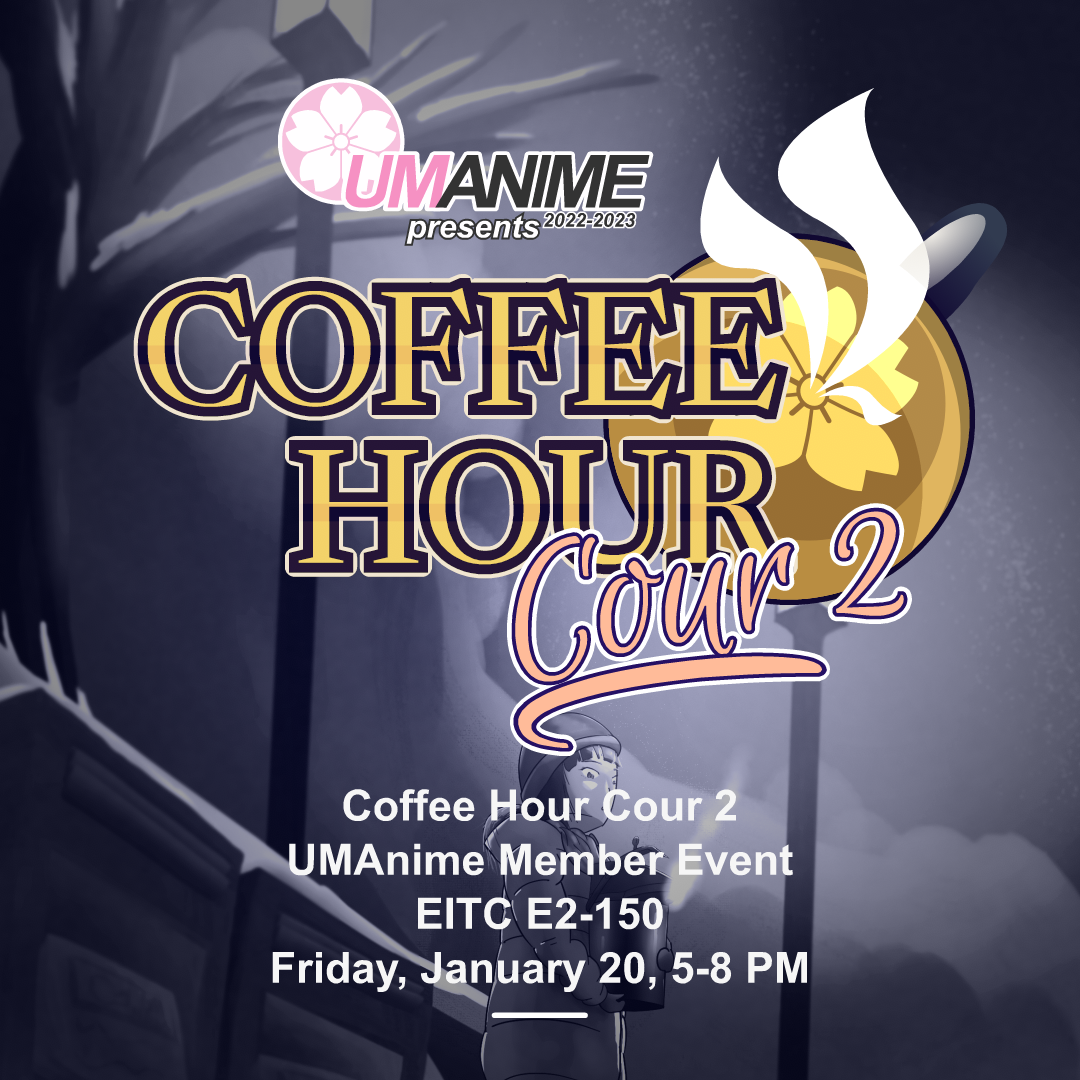 UMANIME
presents 2022-2023
COFFEE
HOUR
Cour 2
Coffee Hour Cour 2
UMAnime Member Event
EITC E2-150
Friday, January 20, 5-8 PM